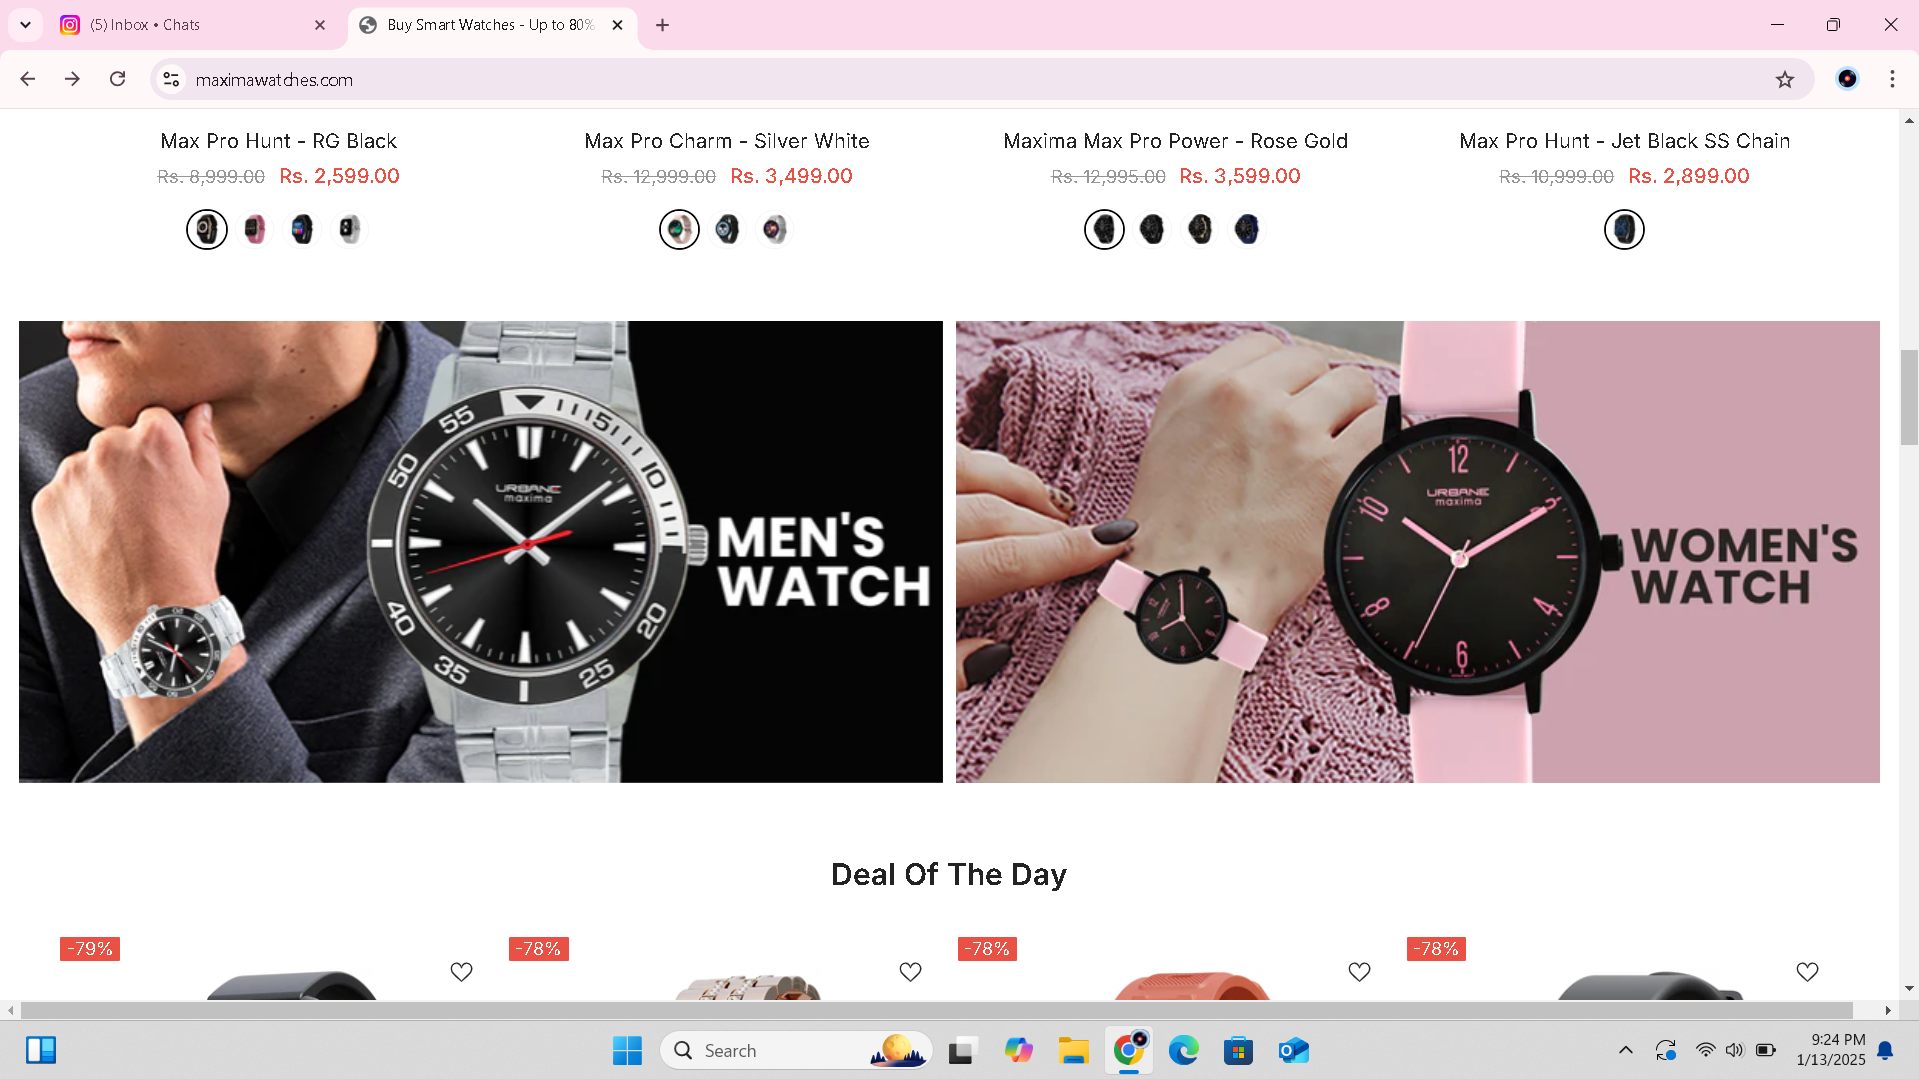 (5) Inbox • Chats
Buy Smart Watches - Up to 80%
maximawatches.com
Max Pro Hunt - RG Black
Rs. 8,999.00 Rs. 2,599.00
Max Pro Charm - Silver White
Rs. 12,999.00 Rs. 3,499.00
Maxima Max Pro Power - Rose Gold
Rs. 12,995.00 Rs. 3,599.00
Max Pro Hunt - Jet Black SS Chain
Rs. 10,999.00 Rs. 2,899.00
55
5
10
50
20
40
35
25
URBANE
maxima
MEN'S
WATCH
12
2
10
8
4
6
URBANE
maxima
WOMEN'S
WATCH
Deal Of The Day
-79%
-78%
-78%
-78%
Search
9:24 PM
1/13/2025